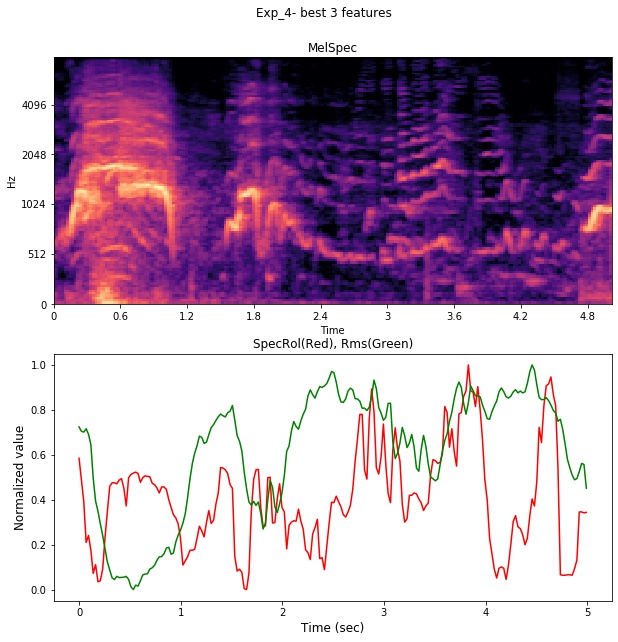 Exp_4- best 3 features
MelSpec
4096
2048
1024
512
0
Hz
0 0.6 1.2 1.8 2.4 3 3.6 4.2 4.8
Time
SpecRol(Red), Rms(Green)
1.0
0.8
0.6
0.4
0.2
0.0
Normalized value
0 1 2 3 4 5
Time (sec)